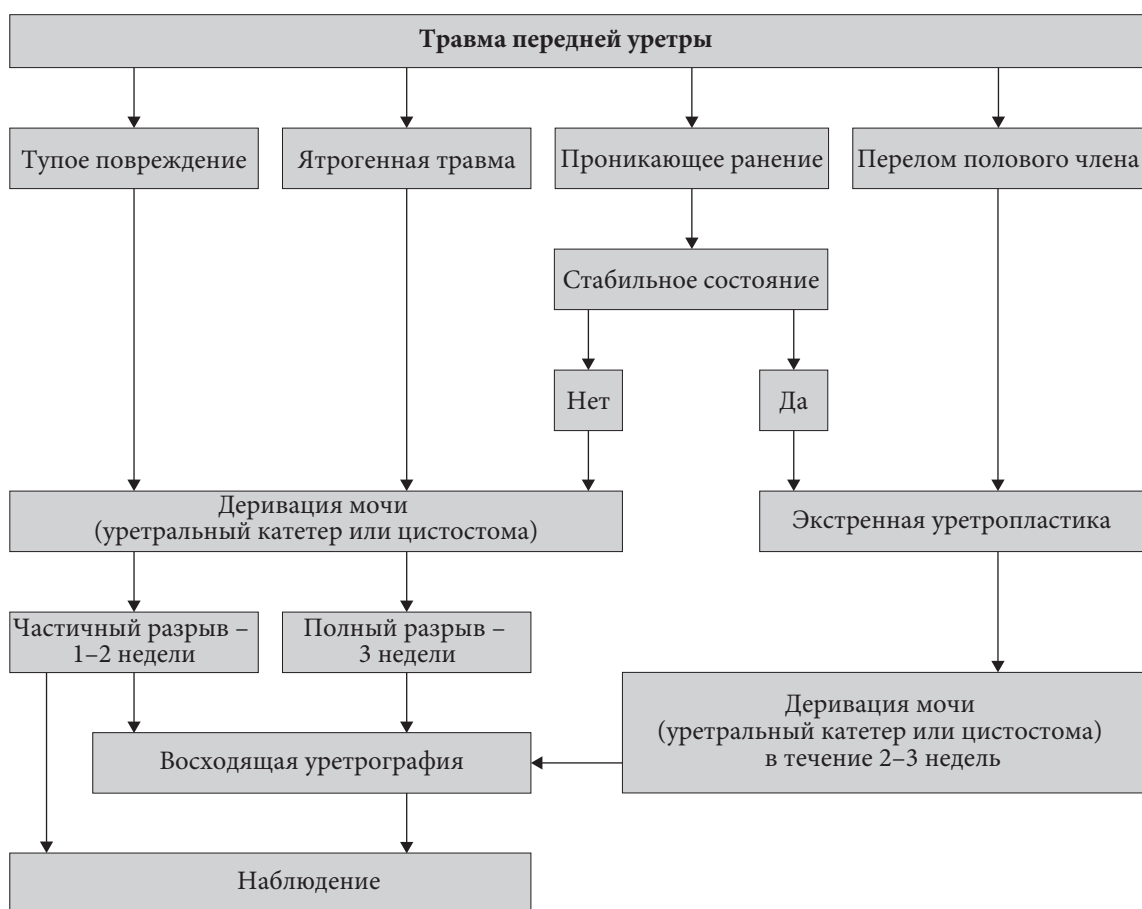 Травма передней уретры
Тупое повреждение
Ятрогенная травма
Проникающее ранение
Перелом полового члена
Стабильное состояние
Нет
Да
Деривация мочи
(уретральный катетер или цистостома)
Экстренная уретропластика
Частичный разрыв –
1–2 недели
Полный разрыв –
3 недели
Деривация мочи
(уретральный катетер или цистостома)
в течение 2–3 недель
Восходящая уретрография
Наблюдение